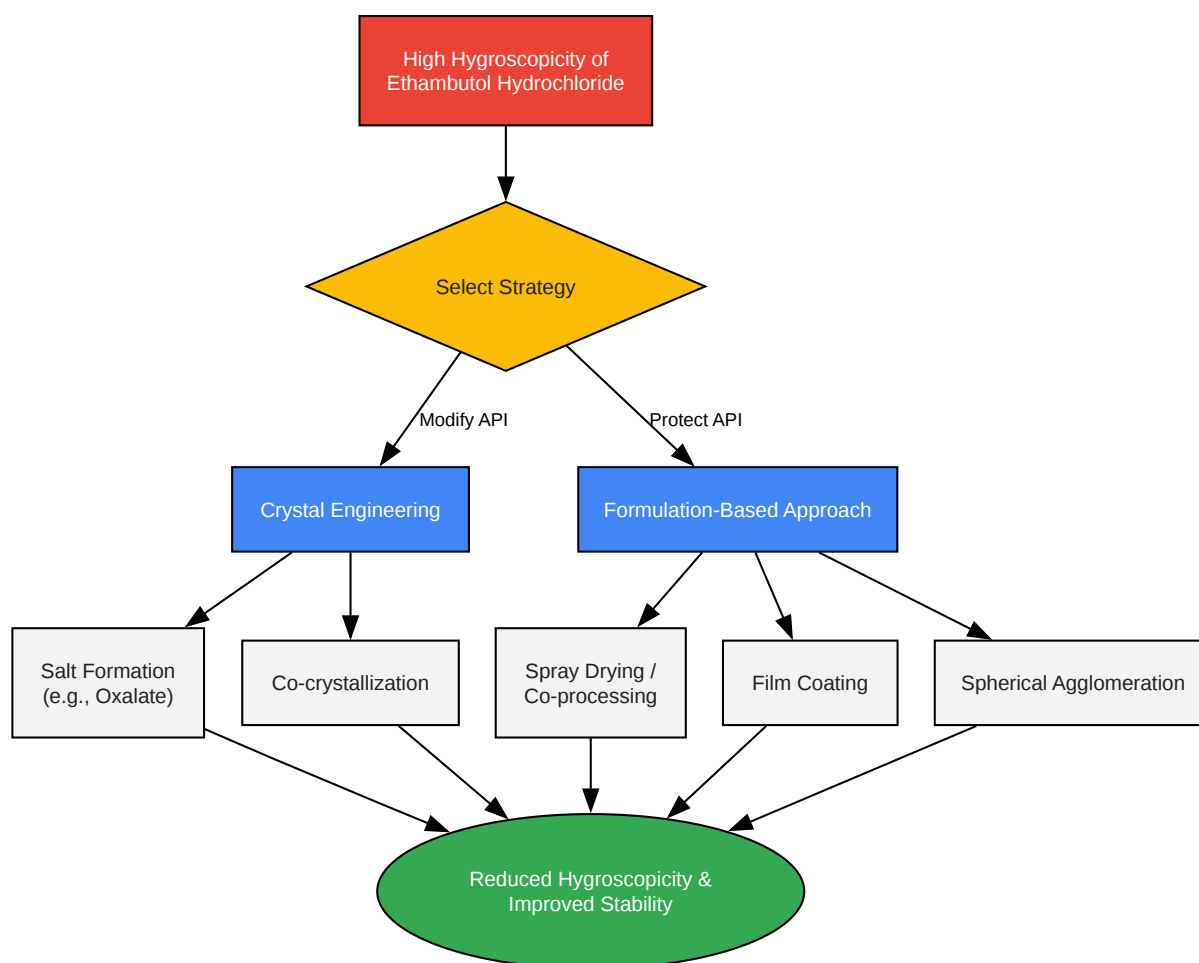 High Hygroscopicity of
Ethambutol Hydrochloride
Select Strategy
Modify API
Protect API
Crystal Engineering
Formulation-Based Approach
Salt Formation
(e.g., Oxalate)
Co-crystallization
Spray Drying /
Co-processing
Film Coating
Spherical Agglomeration
Reduced Hygroscopicity &
Improved Stability